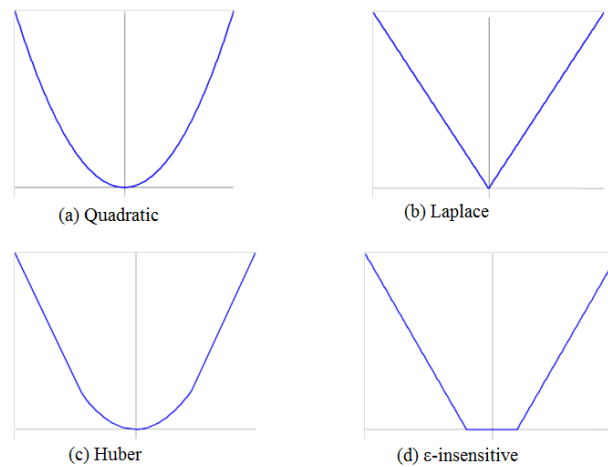 (a) Quadratic
(b) Laplace
(c) Huber
(d) ε-insensitive